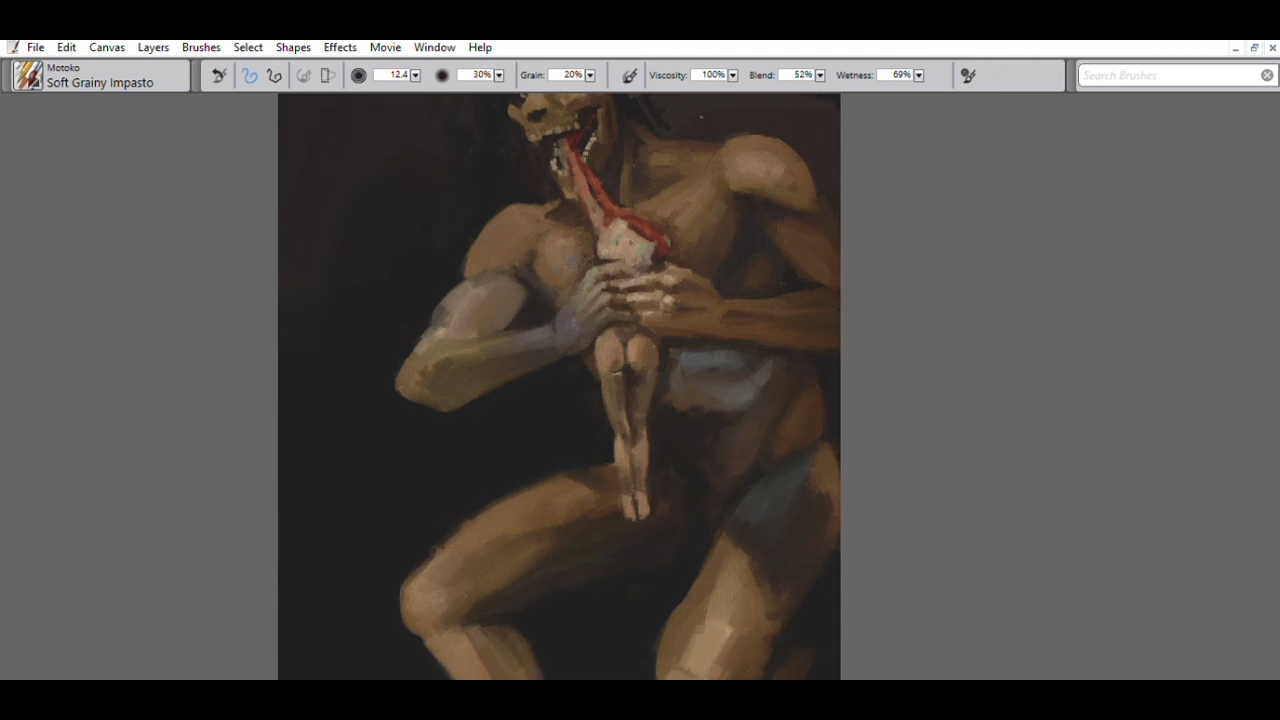 File Edit Canvas Layers Brushes Select Shapes Effects Movie Window Help
Motoko
Soft Grainy Impasto
12,4 30% Grain: 20% Viscosity: 100% Blend: 52% Wetness: 69% Search Brushes